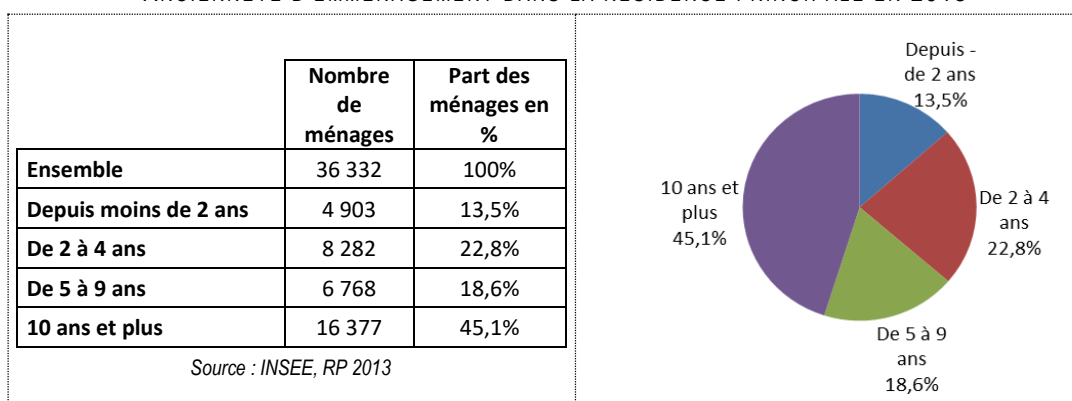 Nombre
de
ménages
Part des
ménages en
%
Ensemble 36 332 100%
Depuis moins de 2 ans 4 903 13,5%
De 2 à 4 ans 8 282 22,8%
De 5 à 9 ans 6 768 18,6%
10 ans et plus 16 377 45,1%
Source : INSEE, RP 2013
Depuis -
de 2 ans
13,5%
De 2 à 4
ans
22,8%
De 5 à 9
ans
18,6%
10 ans et
plus
45,1%